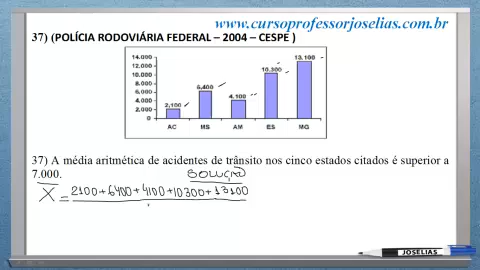 www.cursoprofessorjoselias.com.br
37) (POLÍCIA RODOVIÁRIA FEDERAL – 2004 – CESPE )
14.000
12.000
10.000
8.000
6.000
4.000
2.000
0
2,100
6,400
4,100
10,300
13,100
AC MS AM ES MG
37) A média aritmética de acidentes de trânsito nos cinco estados citados é superior a
7.000.
SOLUÇÃO
X = 2100+6400+4100+10300+13100
JOSELIAS